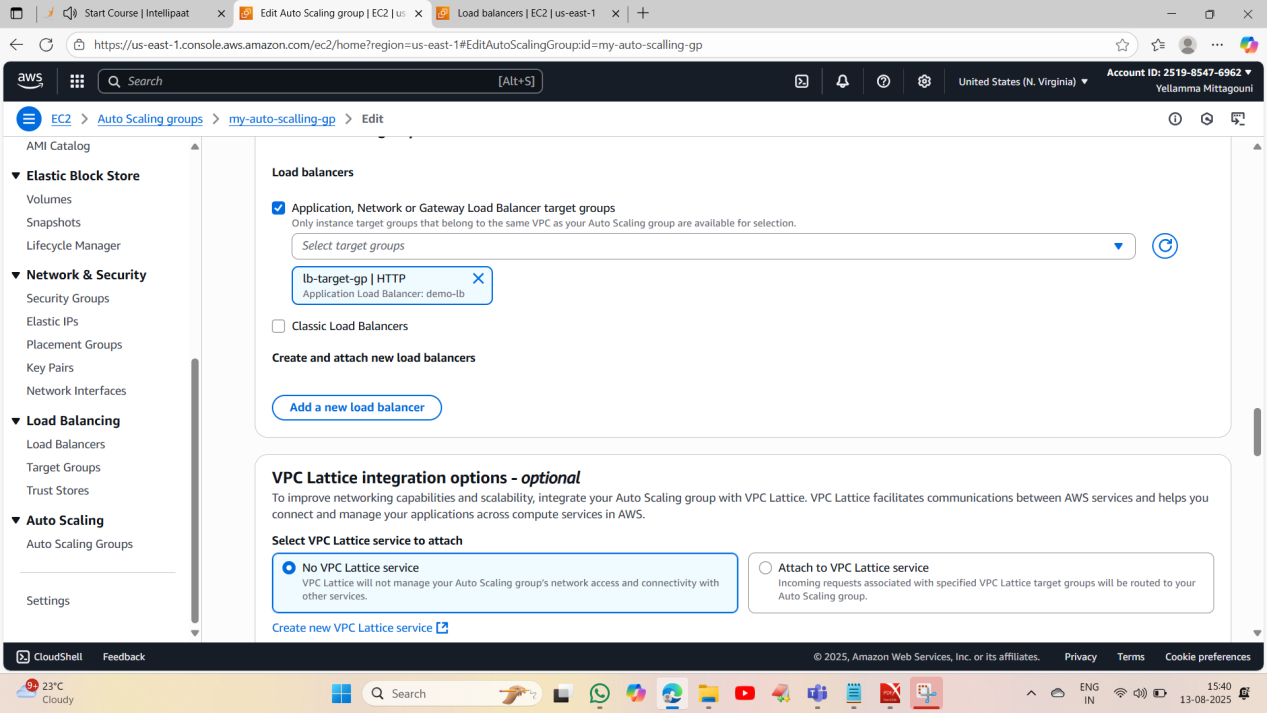 Start Course | Intellipaat
Edit Auto Scaling group | EC2 | us
Load balancers | EC2 | us-east-1
https://us-east-1.console.aws.amazon.com/ec2/home?region=us-east-1#EditAutoScalingGroup:id=my-auto-scalling-gp
aws
Search [Alt+S]
United States (N. Virginia)
Account ID: 2519-8547-6962
Yellamma Mittagouni
EC2 > Auto Scaling groups > my-auto-scalling-gp > Edit
AMI Catalog
Elastic Block Store
Volumes
Snapshots
Lifecycle Manager
Network & Security
Security Groups
Elastic IPs
Placement Groups
Key Pairs
Network Interfaces
Load Balancing
Load Balancers
Target Groups
Trust Stores
Auto Scaling
Auto Scaling Groups
Settings
Load balancers
Application, Network or Gateway Load Balancer target groups
Only instance target groups that belong to the same VPC as your Auto Scaling group are available for selection.
Select target groups
lb-target-gp | HTTP
Application Load Balancer: demo-lb
Classic Load Balancers
Create and attach new load balancers
Add a new load balancer
VPC Lattice integration options - optional
To improve networking capabilities and scalability, integrate your Auto Scaling group with VPC Lattice. VPC Lattice facilitates communications between AWS services and helps you
connect and manage your applications across compute services in AWS.
Select VPC Lattice service to attach
No VPC Lattice service
VPC Lattice will not manage your Auto Scaling group's network access and connectivity with
other services.
Attach to VPC Lattice service
Incoming requests associated with specified VPC Lattice target groups will be routed to your
Auto Scaling group.
Create new VPC Lattice service
CloudShell
Feedback
© 2025, Amazon Web Services, Inc. or its affiliates.
Privacy
Terms
Cookie preferences
9+
23°C
Cloudy
Search
ENG
IN
15:40
13-08-2025